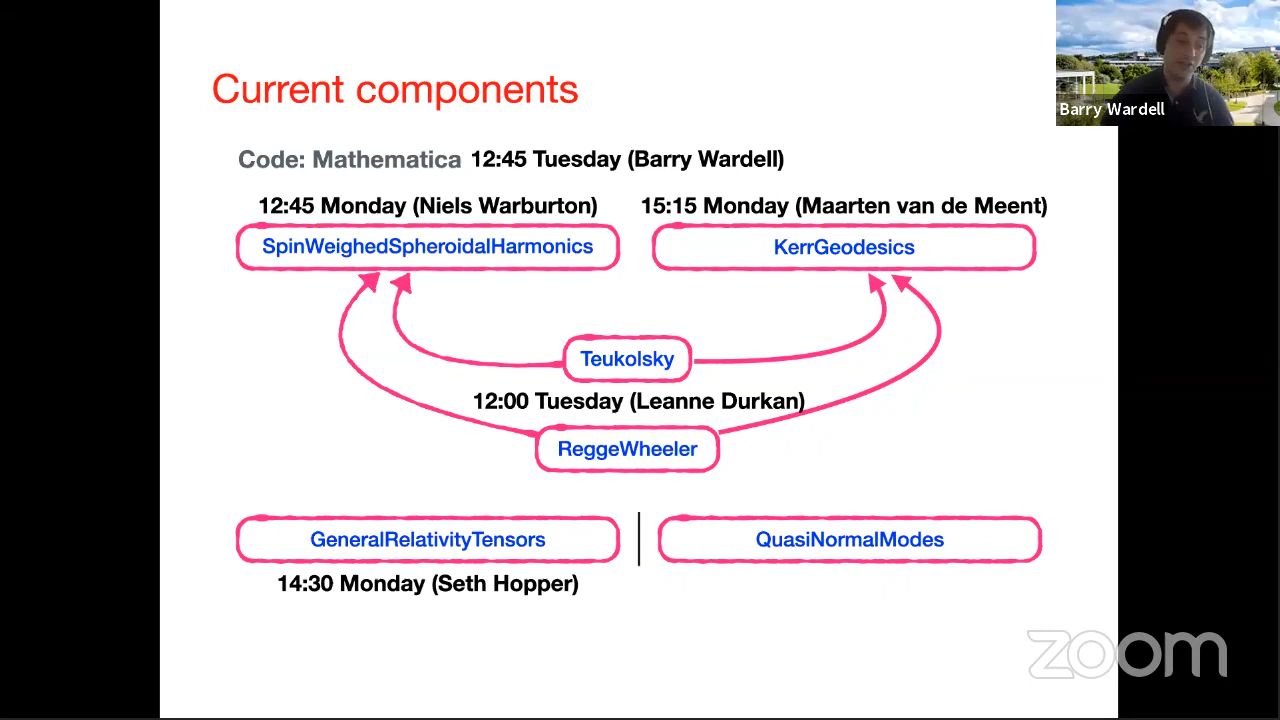 Current components
Barry Wardell
Code: Mathematica 12:45 Tuesday (Barry Wardell)
12:45 Monday (Niels Warburton)
15:15 Monday (Maarten van de Meent)
SpinWeighedSpheroidalHarmonics
KerrGeodesics
Teukolsky
12:00 Tuesday (Leanne Durkan)
ReggeWheeler
GeneralRelativityTensors
QuasiNormalModes
14:30 Monday (Seth Hopper)
zoom